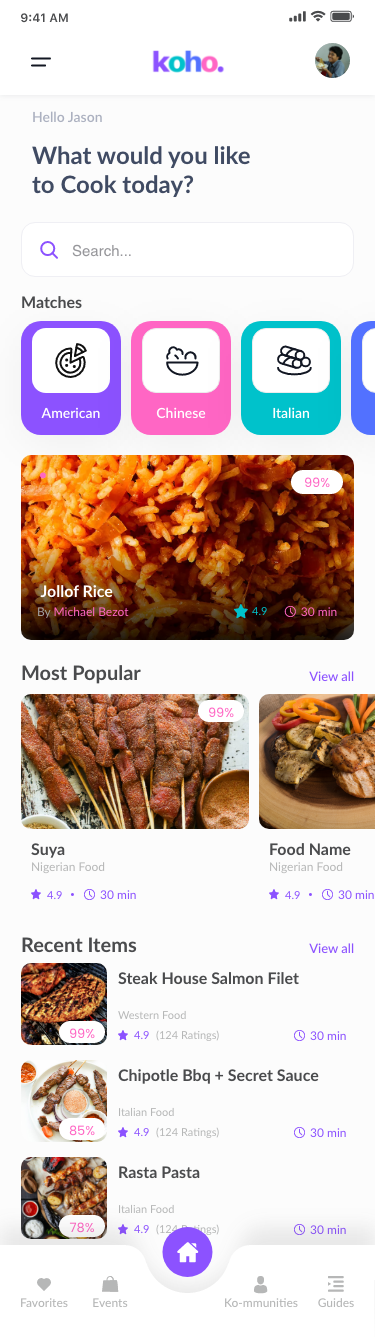 9:41 AM
koho.
Hello Jason
What would you like
to Cook today?
Search...
Matches
American
Chinese
Italian
99%
Jollof Rice
By Michael Bezot
4.9
30 min
Most Popular
View all
99%
Suya
Nigerian Food
4.9 • 30 min
Food Name
Nigerian Food
4.9 • 30 min
Recent Items
View all
Steak House Salmon Filet
99%
Western Food
4.9 (124 Ratings) 30 min
Chipotle Bbq + Secret Sauce
85%
Italian Food
4.9 (124 Ratings) 30 min
Rasta Pasta
78%
Italian Food
4.9 (124 Ratings) 30 min
Favorites
Events
Ko-mmunities
Guides